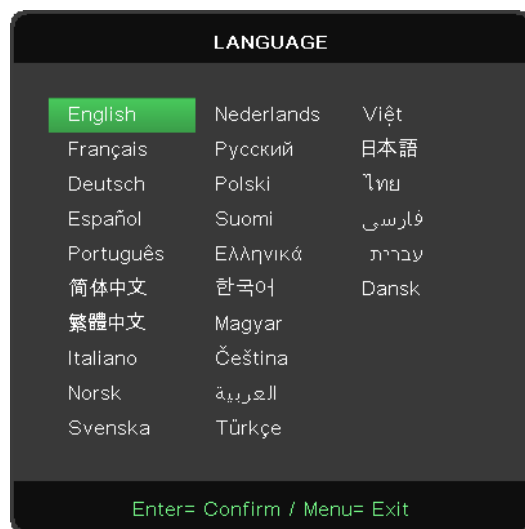 LANGUAGE
English
Français
Deutsch
Español
Português
简体中文
繁體中文
Italiano
Norsk
Svenska
Nederlands
Русский
Polski
Suomi
Ελληνικά
한국어
Magyar
Čeština
العربية
Türkçe
Việt
日本語
ไทย
فارسی
עברית
Dansk
Enter= Confirm / Menu= Exit